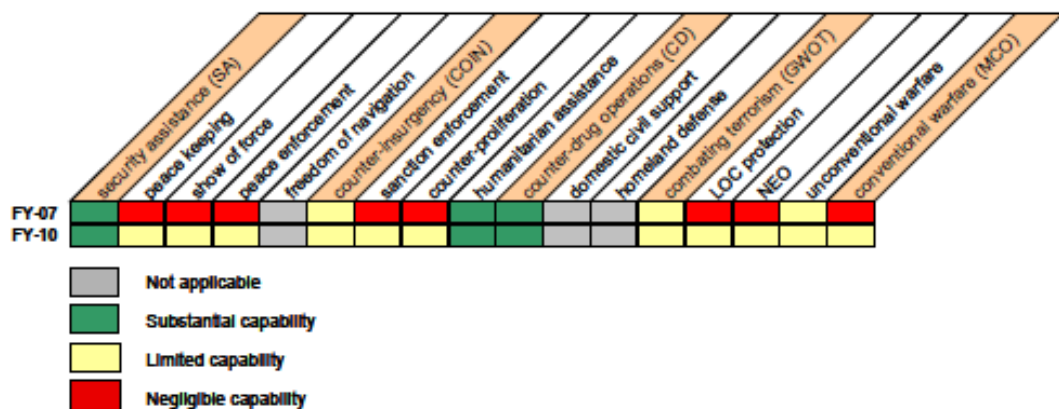 security assistance (SA)
peace keeping
show of force
peace enforcement
freedom of navigation
counter-insurgency (COIN)
sanction enforcement
counter-proliferation
humanitarian assistance
counter-drug operations (CD)
domestic civil support
homeland defense
combating terrorism (GWOT)
LOC protection
NEO
unconventional warfare
conventional warfare (MCO)
FY-07
FY-10
Not applicable
Substantial capability
Limited capability
Negligible capability